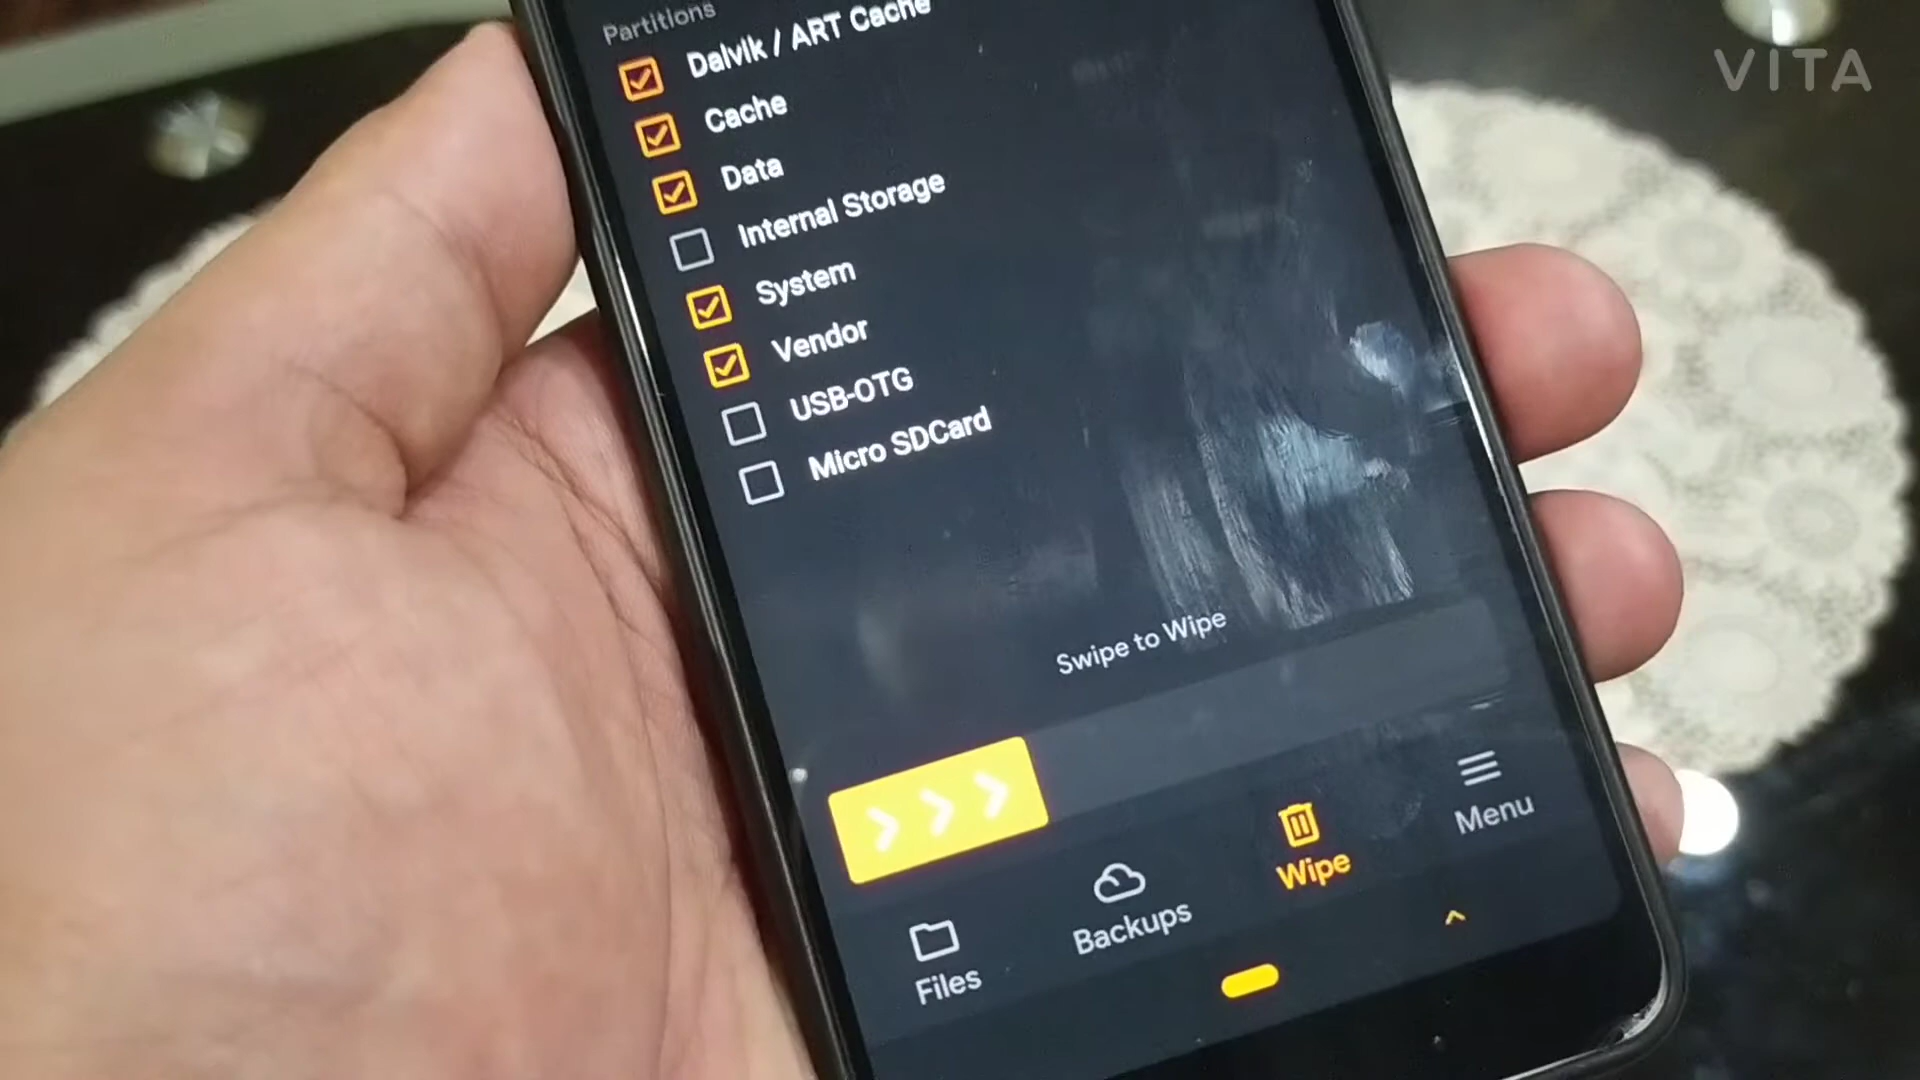 Partitions
Dalvik / ART Cache
Cache
Data
Internal Storage
System
Vendor
USB-OTG
Micro SDCard
Swipe to Wipe
Files
Backups
Wipe
Menu
VITA